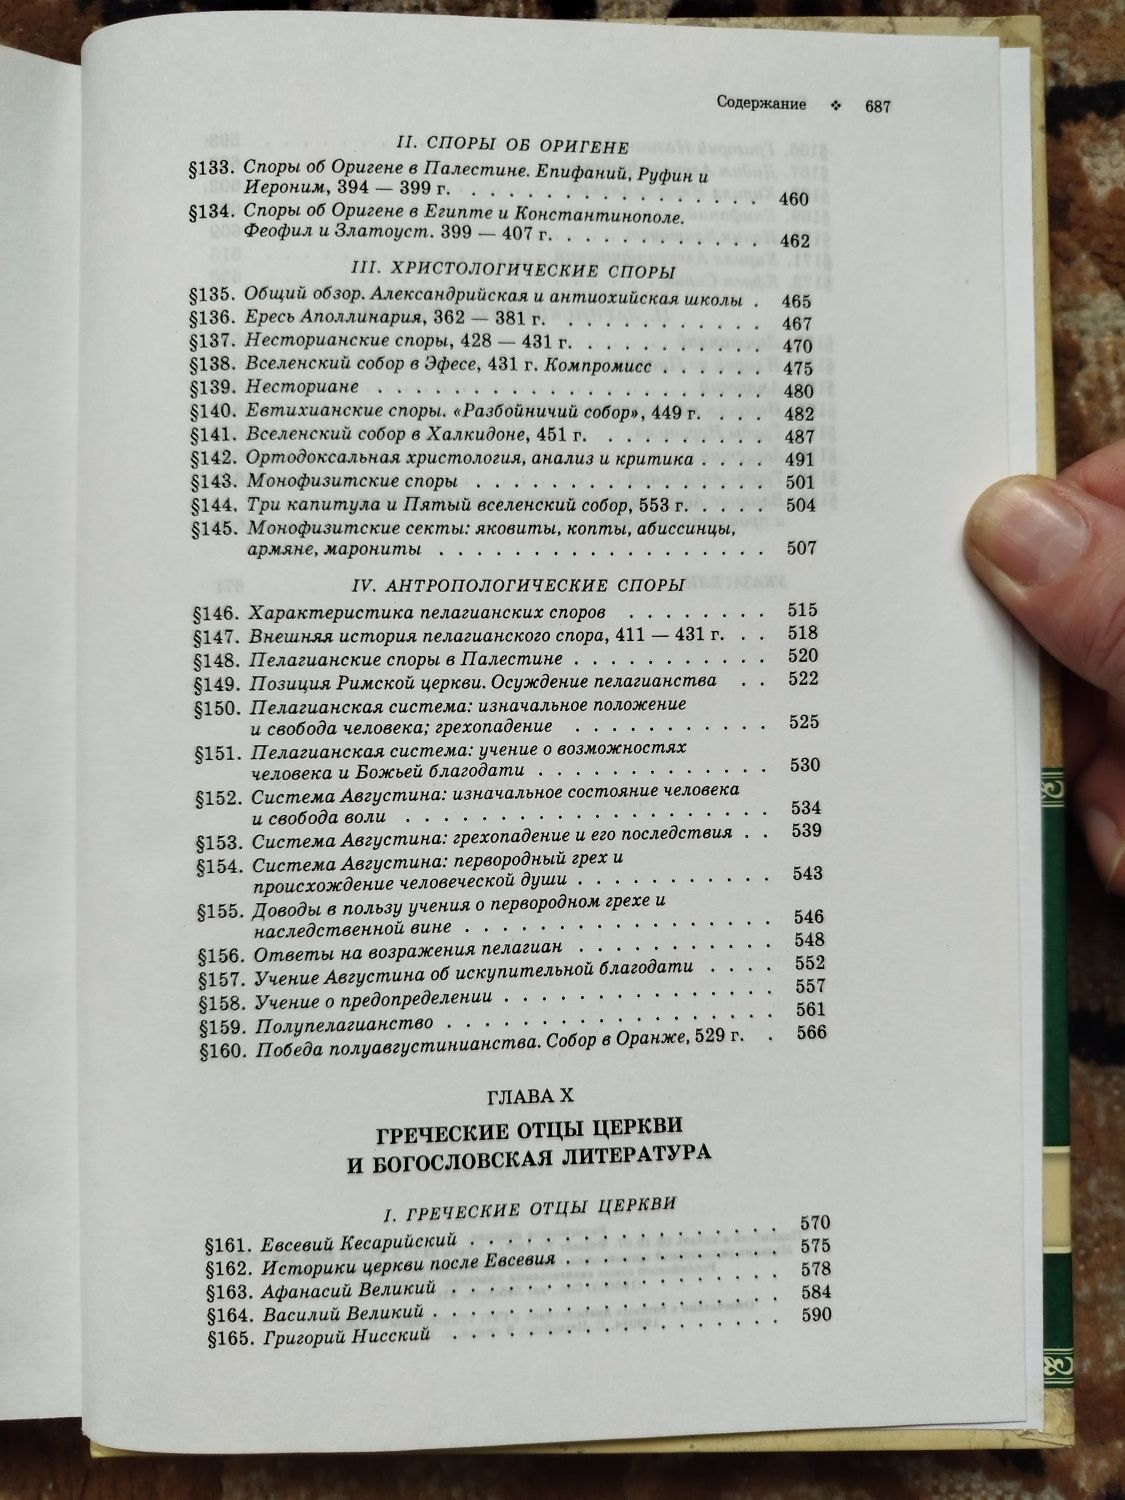 Содержание ❖ 687
II. СПОРЫ ОБ ОРИГЕНЕ
§133. Споры об Оригене в Палестине. Епифаний, Руфин и
Иероним, 394 — 399 г. . . . . . . . . . . . . . . . 460
§134. Споры об Оригене в Египте и Константинополе.
Феофил и Златоуст. 399 — 407 г. . . . . . . . . . . . 462
III. ХРИСТОЛОГИЧЕСКИЕ СПОРЫ
§135. Общий обзор. Александрийская и антиохийская школы . 465
§136. Ересь Аполлинария, 362 — 381 г. . . . . . . . . . . . 467
§137. Несторианские споры, 428 — 431 г. . . . . . . . . . . 470
§138. Вселенский собор в Эфесе, 431 г. Компромисс . . . . . . 475
§139. Несториане . . . . . . . . . . . . . . . . . . . . 480
§140. Евтихианские споры. «Разбойничий собор», 449 г. . . . 482
§141. Вселенский собор в Халкидоне, 451 г. . . . . . . . . . 487
§142. Ортодоксальная христология, анализ и критика . . . . 491
§143. Монофизитские споры . . . . . . . . . . . . . . . 501
§144. Три капитула и Пятый вселенский собор, 553 г. . . . . 504
§145. Монофизитские секты: яковиты, копты, абиссинцы,
армяне, марониты . . . . . . . . . . . . . . . . . 507
IV. АНТРОПОЛОГИЧЕСКИЕ СПОРЫ
§146. Характеристика пелагианских споров . . . . . . . . 515
§147. Внешняя история пелагианского спора, 411 — 431 г. . . 518
§148. Пелагианские споры в Палестине . . . . . . . . . . 520
§149. Позиция Римской церкви. Осуждение пелагианства . . 522
§150. Пелагианская система: изначальное положение
и свобода человека; грехопадение . . . . . . . . . . 525
§151. Пелагианская система: учение о возможностях
человека и Божьей благодати . . . . . . . . . . . . 530
§152. Система Августина: изначальное состояние человека
и свобода воли . . . . . . . . . . . . . . . . . . . 534
§153. Система Августина: грехопадение и его последствия . . 539
§154. Система Августина: первородный грех и
происхождение человеческой души . . . . . . . . . . 543
§155. Доводы в пользу учения о первородном грехе и
наследственной вине . . . . . . . . . . . . . . . . 546
§156. Ответы на возражения пелагиан . . . . . . . . . . 548
§157. Учение Августина об искупительной благодати . . . . 552
§158. Учение о предопределении . . . . . . . . . . . . . . 557
§159. Полупелагианство . . . . . . . . . . . . . . . . . 561
§160. Победа полуавгустинианства. Собор в Оранже, 529 г. . 566
ГЛАВА X
ГРЕЧЕСКИЕ ОТЦЫ ЦЕРКВИ
И БОГОСЛОВСКАЯ ЛИТЕРАТУРА
I. ГРЕЧЕСКИЕ ОТЦЫ ЦЕРКВИ
§161. Евсевий Кесарийский . . . . . . . . . . . . . . . . 570
§162. Историки церкви после Евсевия . . . . . . . . . . . 575
§163. Афанасий Великий . . . . . . . . . . . . . . . . . 578
§164. Василий Великий . . . . . . . . . . . . . . . . . . 584
§165. Григорий Нисский . . . . . . . . . . . . . . . . . 590